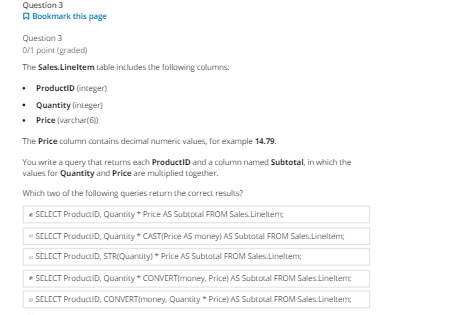 Question 3
Bookmark this page
Question 3
0/1 point (graded)
The Sales.LineItem table includes the following columns:
• ProductID (integer)
• Quantity (integer)
• Price (varchar(6))
The Price column contains decimal numeric values, for example 14.79.
You write a query that returns each ProductID and a column named Subtotal, in which the
values for Quantity and Price are multiplied together.
Which two of the following queries return the correct results?
SELECT ProductID, Quantity * Price AS Subtotal FROM Sales.LineItem;
SELECT ProductID, Quantity * CAST(Price AS money) AS Subtotal FROM Sales.LineItem;
SELECT ProductID, STR(Quantity) * Price AS Subtotal FROM Sales.LineItem;
SELECT ProductID, Quantity * CONVERT(money, Price) AS Subtotal FROM Sales.LineItem;
SELECT ProductID, CONVERT(money, Quantity * Price) AS Subtotal FROM Sales.LineItem;